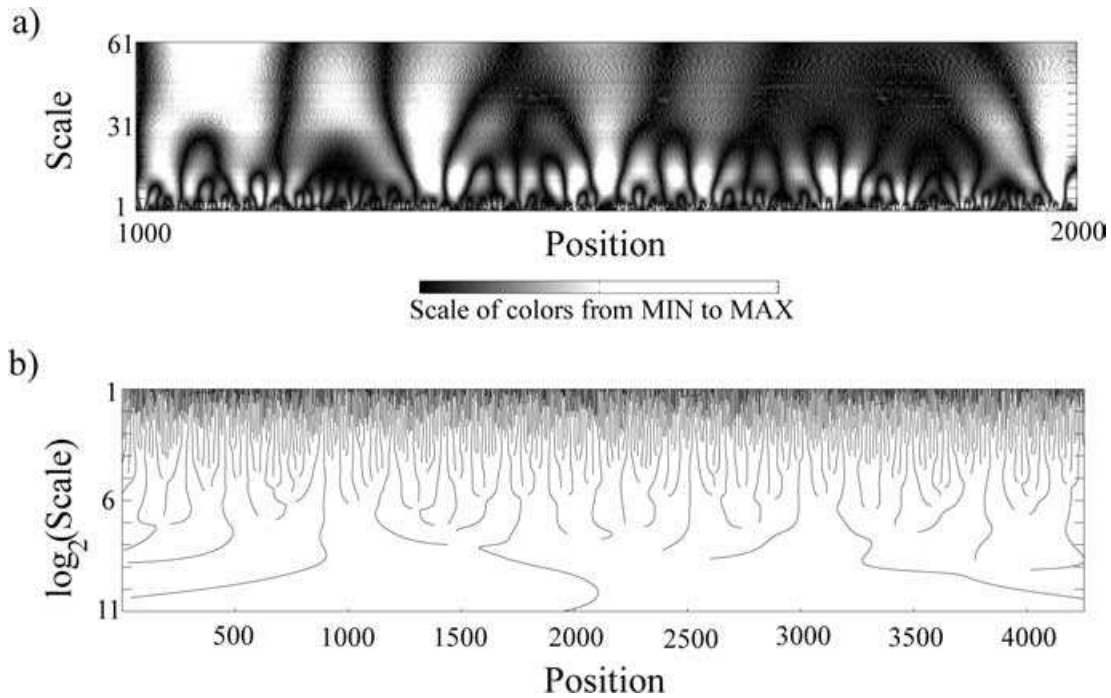 a)
61
31
1
Scale
1000
Position
2000
Scale of colors from MIN to MAX
b)
1
6
11
log2(Scale)
500 1000 1500 2000 2500 3000 3500 4000
Position